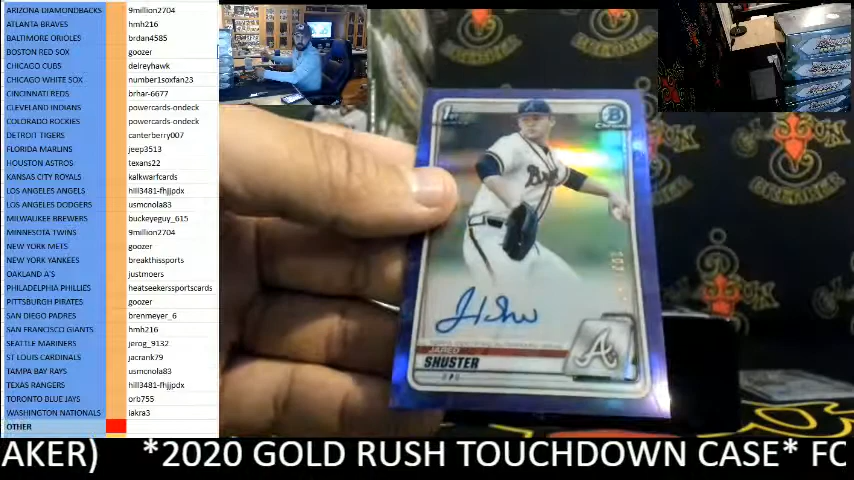 ARIZONA DIAMONDBACKS 9million2704
ATLANTA BRAVES hmh216
BALTIMORE ORIOLES brdan4585
BOSTON RED SOX goozer
CHICAGO CUBS delreyhawk
CHICAGO WHITE SOX number1soxfan23
CINCINNATI REDS brhar-6677
CLEVELAND INDIANS powercards-ondeck
COLORADO ROCKIES powercards-ondeck
DETROIT TIGERS canterberry007
FLORIDA MARLINS jeep3513
HOUSTON ASTROS texans22
KANSAS CITY ROYALS kalkwarfcards
LOS ANGELES ANGELS hill3481-fhjjpdx
LOS ANGELES DODGERS usmcnola83
MILWAUKEE BREWERS buckeyeguy_615
MINNESOTA TWINS 9million2704
NEW YORK METS goozer
NEW YORK YANKEES breakthissports
OAKLAND A'S justmoers
PHILADELPHIA PHILLIES heatseekerssportscards
PITTSBURGH PIRATES goozer
SAN DIEGO PADRES brenmeyer_6
SAN FRANCISCO GIANTS hmh216
SEATTLE MARINERS jerog_9132
ST LOUIS CARDINALS jacrank79
TAMPA BAY RAYS usmcnola83
TEXAS RANGERS hill3481-fhjjpdx
TORONTO BLUE JAYS orb755
WASHINGTON NATIONALS iakra3
OTHER
1st
B
CHROME
JARED
SHUSTER
A
BREAKER
AKER) *2020 GOLD RUSH TOUCHDOWN CASE* FC